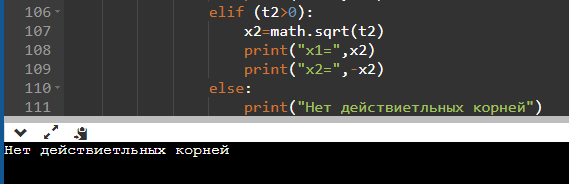 106 elif (t2>0):
107 x2=math.sqrt(t2)
108 print("x1=",x2)
109 print("x2=",-x2)
110 else:
111 print("Нет действиетльных корней")
Нет действиетльных корней